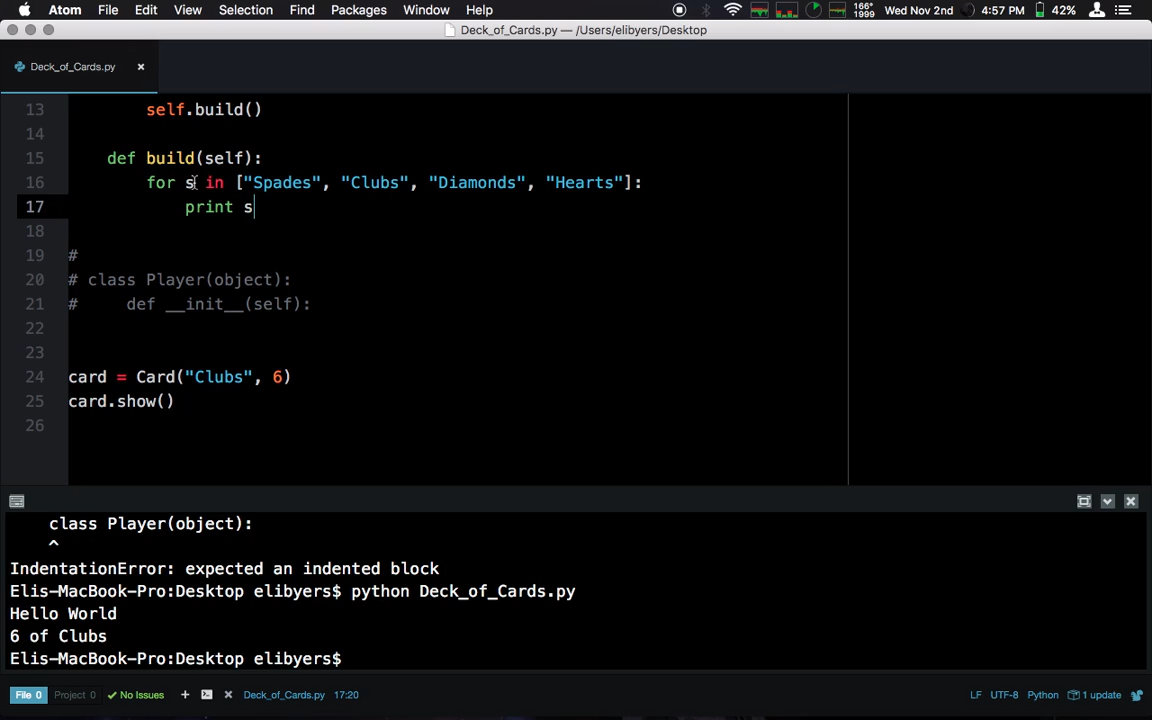 Atom File Edit View Selection Find Packages Window Help 166° 1999 Wed Nov 2nd 4:57 PM 42%
Deck_of_Cards.py — /Users/elibyers/Desktop
Deck_of_Cards.py ×
13 self.build()
14
15 def build(self):
16 for s in ["Spades", "Clubs", "Diamonds", "Hearts"]:
17 print s
18
19 #
20 # class Player(object):
21 # def __init__(self):
22
23
24 card = Card("Clubs", 6)
25 card.show()
26
class Player(object):
^
IndentationError: expected an indented block
Elis-MacBook-Pro:Desktop elibyers$ python Deck_of_Cards.py
Hello World
6 of Clubs
Elis-MacBook-Pro:Desktop elibyers$
File 0 Project 0 No Issues + × Deck_of_Cards.py 17:20 LF UTF-8 Python 1 update